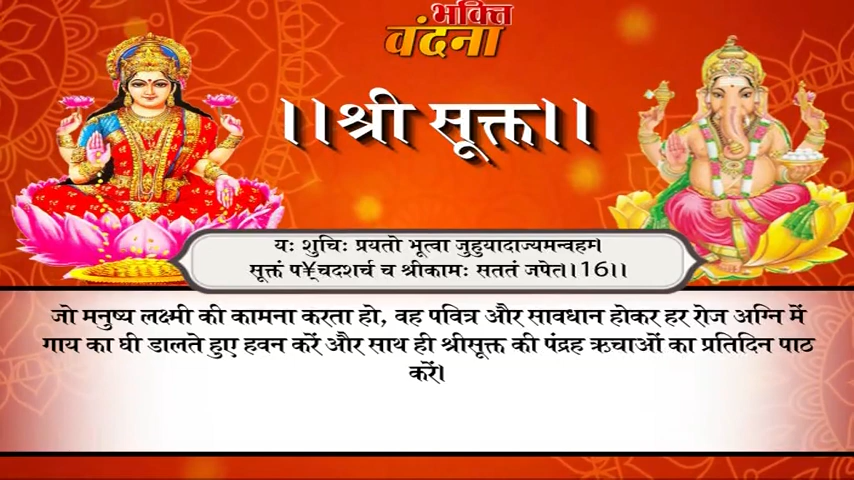 भक्ति
वंदना
।।श्री सूक्त।।
यः शुचिः प्रयतो भूत्वा जुहुयादाज्यमन्वहम।
सूक्तं प¥्चदशर्च च श्रीकामः सततं जपेत।।16।।
जो मनुष्य लक्ष्मी की कामना करता हो, वह पवित्र और सावधान होकर हर रोज अग्नि में
गाय का घी डालते हुए हवन करें और साथ ही श्रीसूक्त की पंद्रह ऋचाओं का प्रतिदिन पाठ
करें।